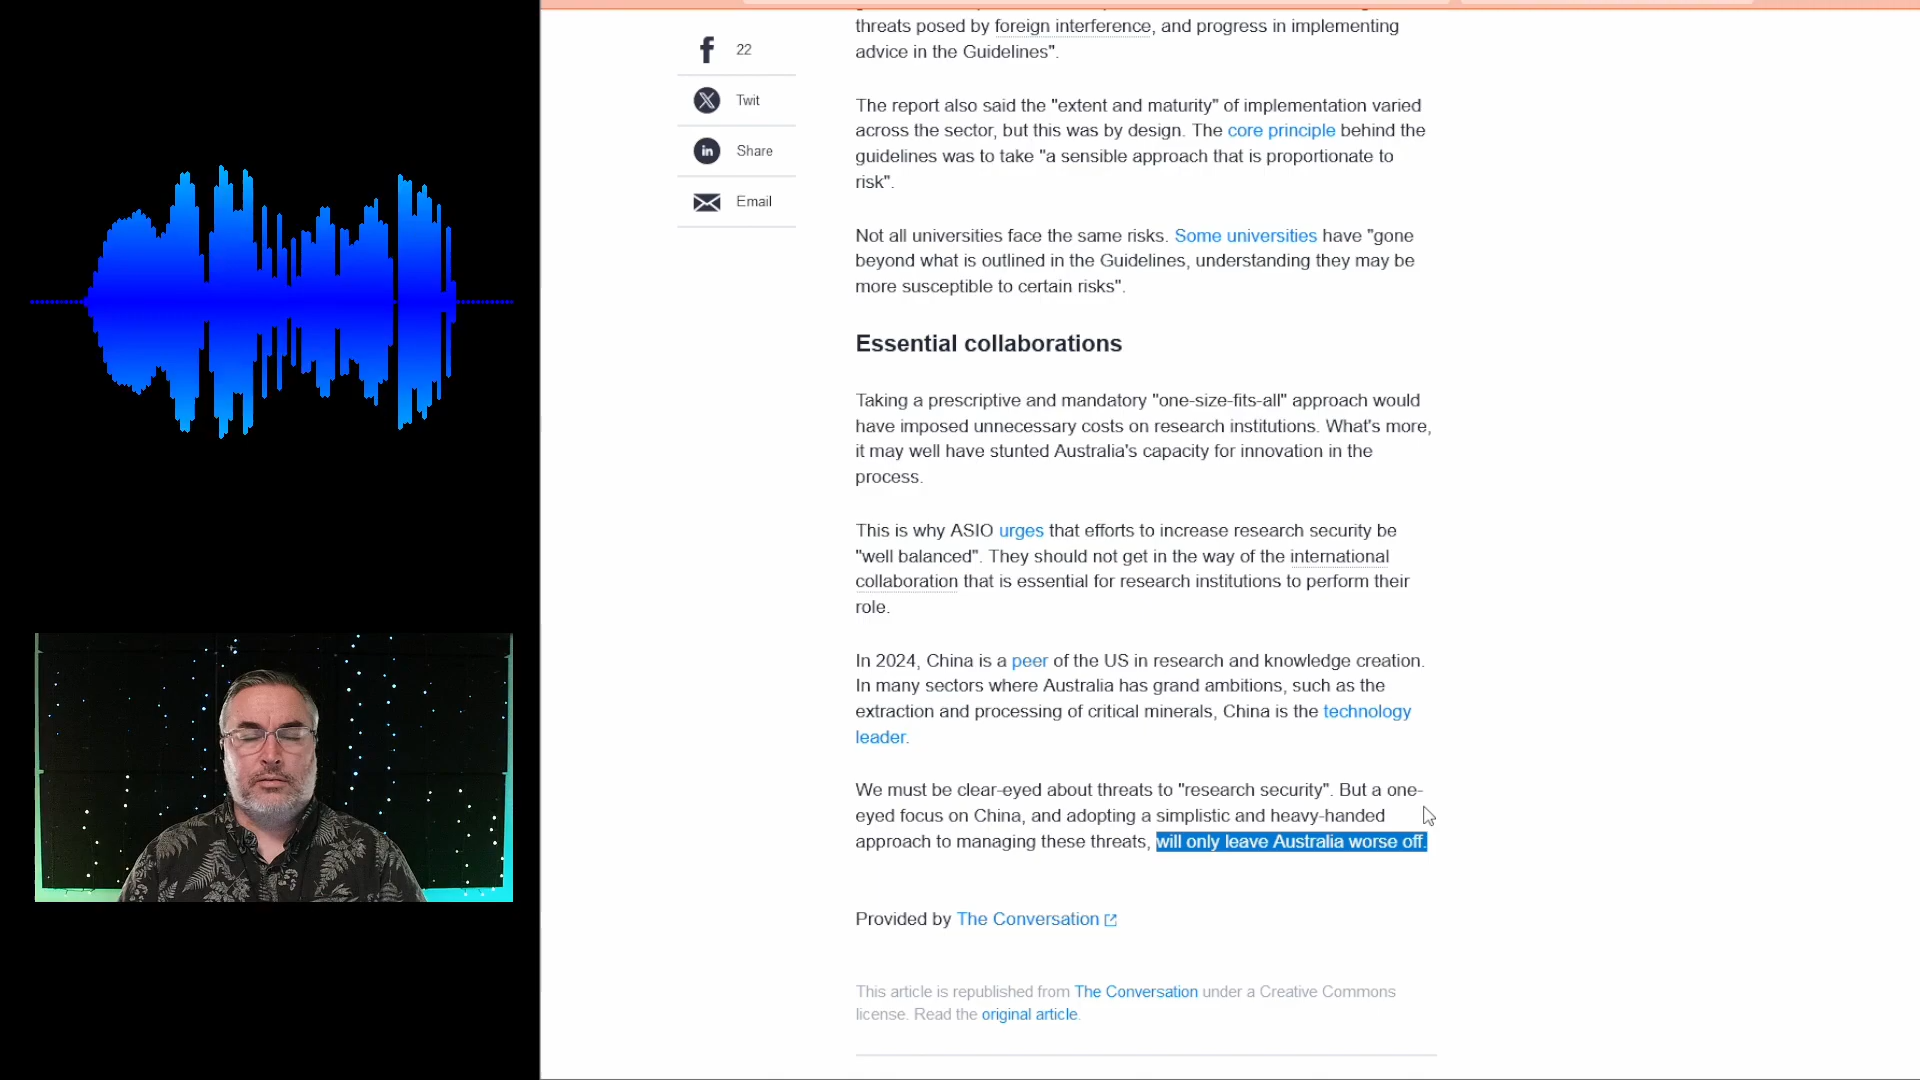 22
Twit
Share
Email
threats posed by foreign interference, and progress in implementing
advice in the Guidelines".
The report also said the "extent and maturity" of implementation varied
across the sector, but this was by design. The core principle behind the
guidelines was to take "a sensible approach that is proportionate to
risk".
Not all universities face the same risks. Some universities have "gone
beyond what is outlined in the Guidelines, understanding they may be
more susceptible to certain risks".
Essential collaborations
Taking a prescriptive and mandatory "one-size-fits-all" approach would
have imposed unnecessary costs on research institutions. What's more,
it may well have stunted Australia's capacity for innovation in the
process.
This is why ASIO urges that efforts to increase research security be
"well balanced". They should not get in the way of the international
collaboration that is essential for research institutions to perform their
role.
In 2024, China is a peer of the US in research and knowledge creation.
In many sectors where Australia has grand ambitions, such as the
extraction and processing of critical minerals, China is the technology
leader.
We must be clear-eyed about threats to "research security". But a one-
eyed focus on China, and adopting a simplistic and heavy-handed
approach to managing these threats, will only leave Australia worse off.
Provided by The Conversation
This article is republished from The Conversation under a Creative Commons
license. Read the original article.